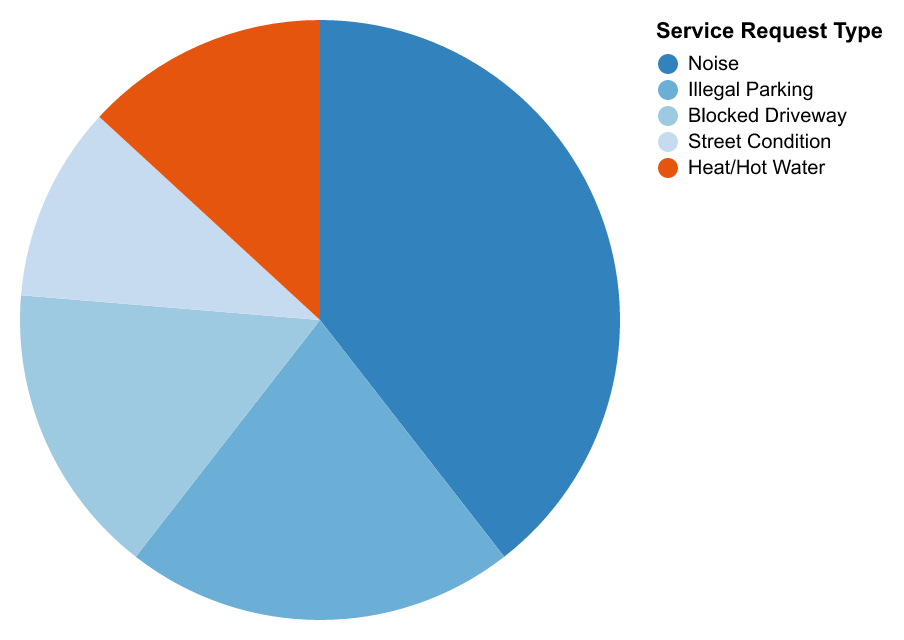 Service Request Type
Noise
Illegal Parking
Blocked Driveway
Street Condition
Heat/Hot Water